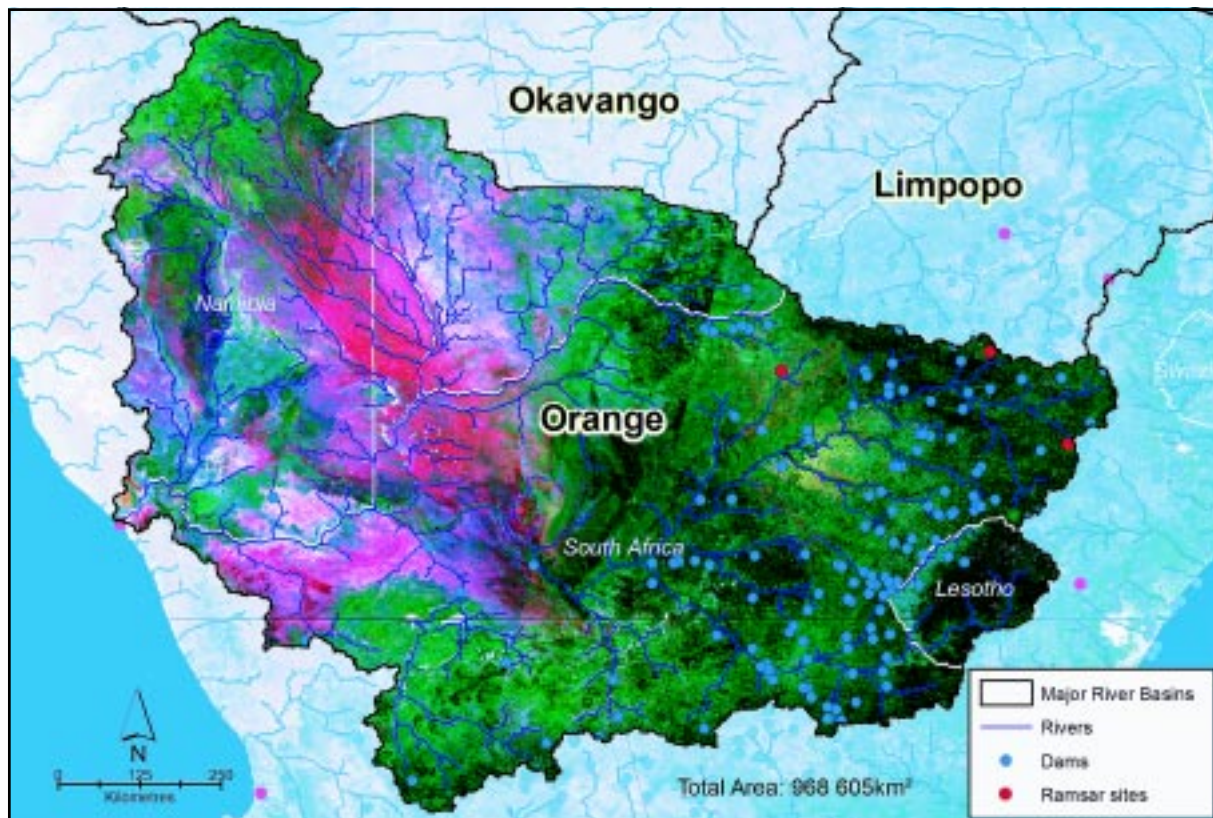 Okavango
Limpopo
Namibia
Orange
South Africa
Lesotho
N
0 125 250
Kilometres
Total Area: 968 605km²
Major River Basins
Rivers
Dams
Ramsar sites